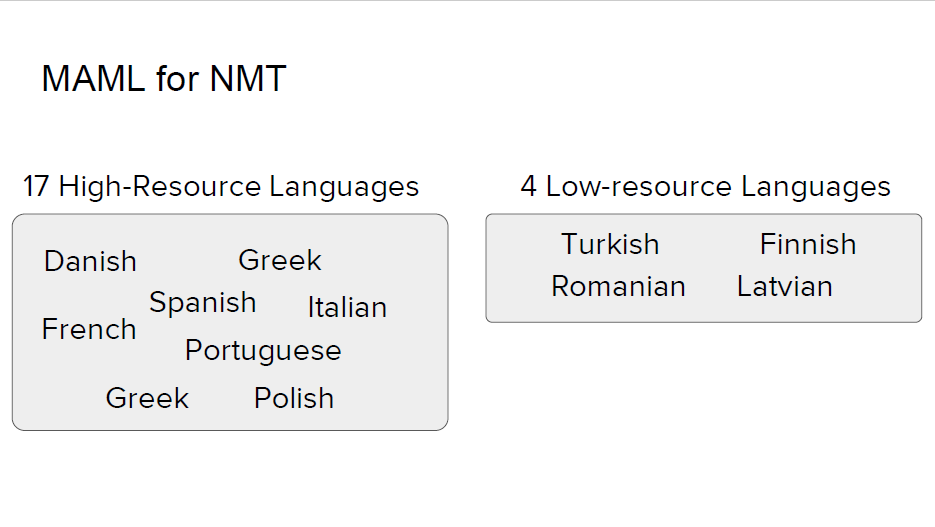 MAML for NMT
17 High-Resource Languages
Danish Greek
Spanish Italian
French
Portuguese
Greek Polish
4 Low-resource Languages
Turkish Finnish
Romanian Latvian